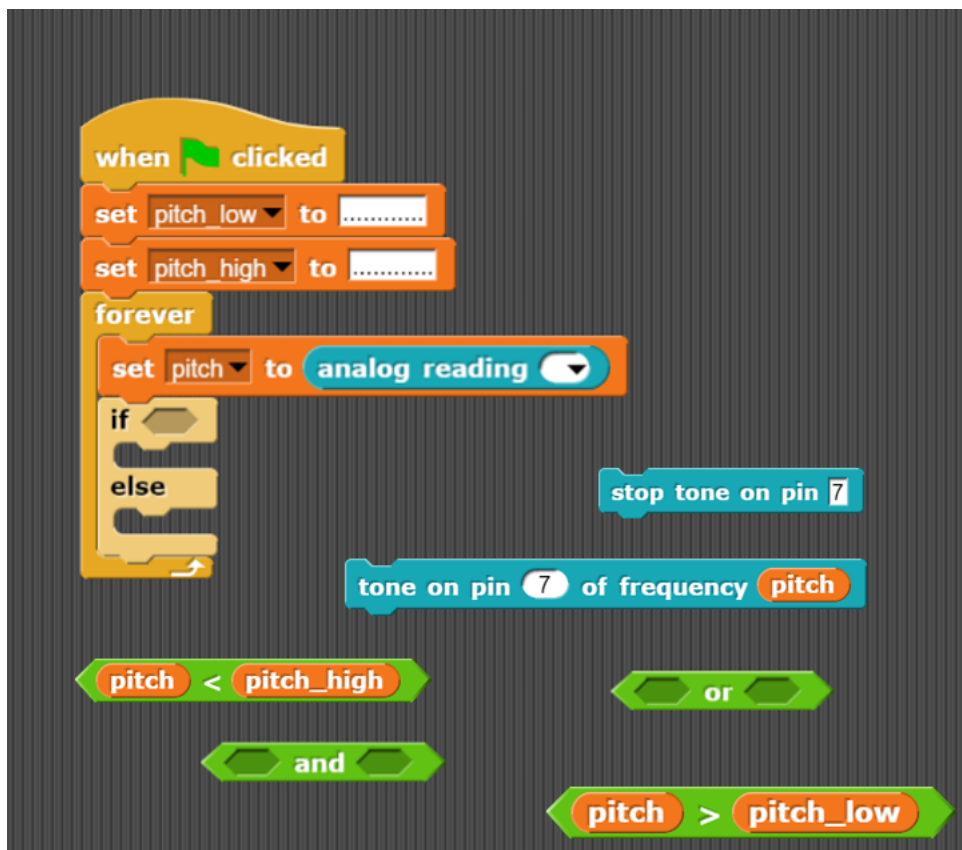 when clicked
set pitch_low to ............
set pitch_high to ............
forever
set pitch to analog reading
if
else
stop tone on pin 7
tone on pin 7 of frequency pitch
pitch < pitch_high
or
and
pitch > pitch_low